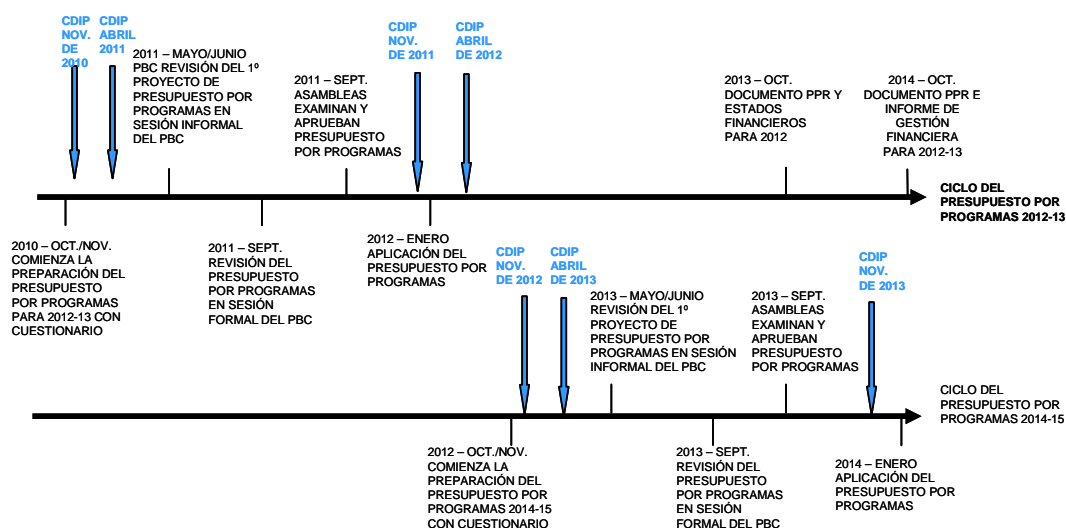 CDIP
NOV.
DE
2010
CDIP
ABRIL
2011
2011 – MAYO/JUNIO
PBC REVISIÓN DEL 1º
PROYECTO DE
PRESUPUESTO POR
PROGRAMAS EN
SESIÓN INFORMAL
DEL PBC
2011 – SEPT.
ASAMBLEAS
EXAMINAN Y
APRUEBAN
PRESUPUESTO
POR PROGRAMAS
CDIP
NOV.
DE 2011
CDIP
ABRIL
DE 2012
2013 – OCT.
DOCUMENTO PPR Y
ESTADOS
FINANCIEROS
PARA 2012
2014 – OCT.
DOCUMENTO PPR E
INFORME DE
GESTIÓN
FINANCIERA
PARA 2012-13
CICLO DEL
PRESUPUESTO POR
PROGRAMAS 2012-13
2010 – OCT./NOV.
COMIENZA LA
PREPARACIÓN DEL
PRESUPUESTO
POR PROGRAMAS
PARA 2012-13 CON
CUESTIONARIO
2011 – SEPT.
REVISIÓN DEL
PRESUPUESTO
POR PROGRAMAS
EN SESIÓN
FORMAL DEL PBC
2012 – ENERO
APLICACIÓN DEL
PRESUPUESTO POR
PROGRAMAS
CDIP
NOV.
DE 2012
CDIP
ABRIL
DE 2013
2013 – MAYO/JUNIO
REVISIÓN DEL 1º
PROYECTO DE
PRESUPUESTO POR
PROGRAMAS EN SESIÓN
INFORMAL DEL PBC
2013 – SEPT.
ASAMBLEAS
EXAMINAN Y
APRUEBAN
PRESUPUESTO
POR PROGRAMAS
CDIP
NOV.
DE 2013
CICLO DEL
PRESUPUESTO POR
PROGRAMAS 2014-15
2012 – OCT./NOV.
COMIENZA LA
PREPARACIÓN DEL
PRESUPUESTO POR
PROGRAMAS 2014-15
CON CUESTIONARIO
2013 – SEPT.
REVISIÓN DEL
PRESUPUESTO
POR PROGRAMAS
EN SESIÓN
FORMAL DEL PBC
2014 – ENERO
APLICACIÓN DEL
PRESUPUESTO POR
PROGRAMAS